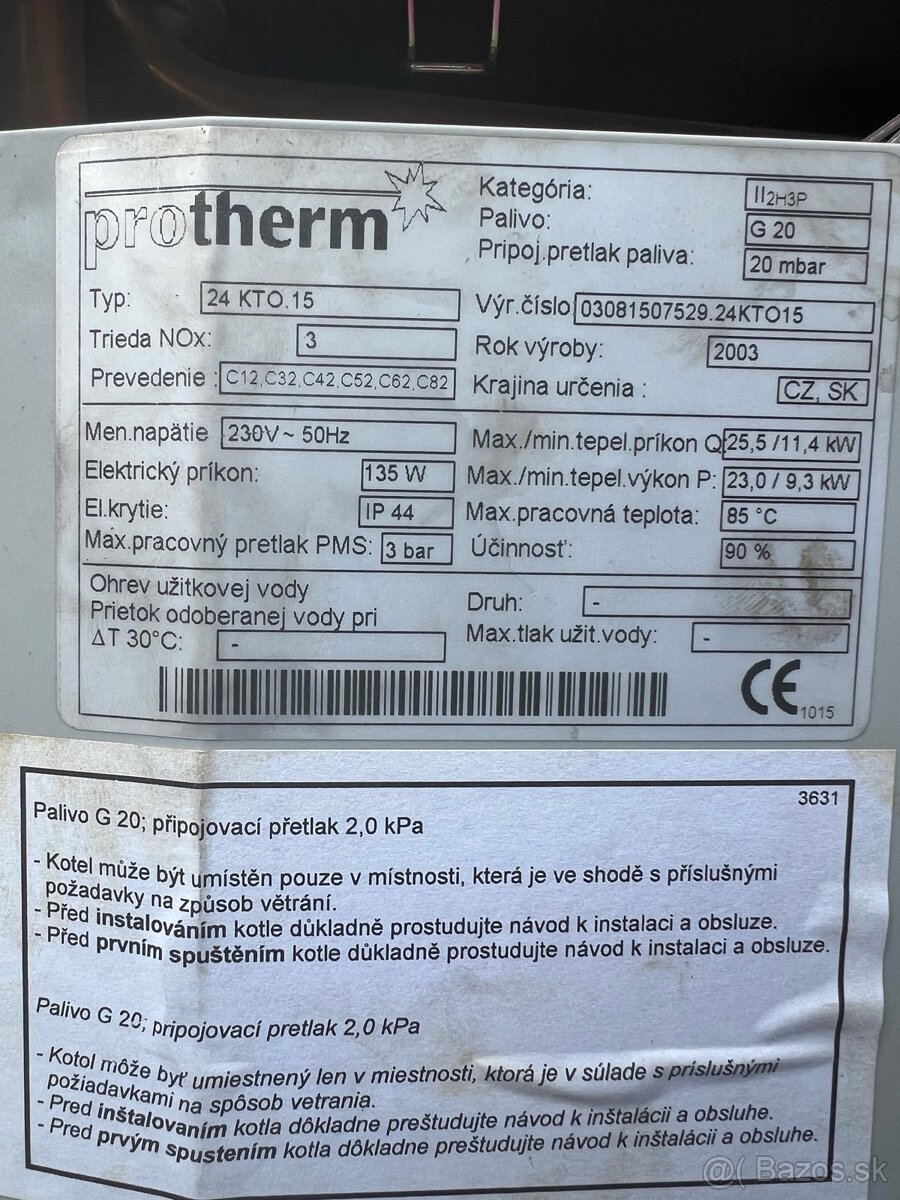 protherm
Kategória: II2H3P
Palivo: G 20
Pripoj.pretlak paliva: 20 mbar
Typ: 24 KTO.15
Výr.číslo 03081507529.24KTO15
Trieda NOx: 3
Rok výroby: 2003
Prevedenie : C12,C32,C42,C52,C62,C82
Krajina určenia : CZ, SK
Men.napätie 230V~ 50Hz
Max./min.tepel.príkon Q: 25,5 /11,4 kW
Elektrický príkon: 135 W
Max./min.tepel.výkon P: 23,0 / 9,3 kW
El.krytie: IP 44
Max.pracovná teplota: 85 °C
Max.pracovný pretlak PMS: 3 bar
Účinnosť: 90 %
Ohrev užitkovej vody
Prietok odoberanej vody pri
ΔT 30°C: -
Druh: -
Max.tlak užit.vody: -
CE 1015
3631
Palivo G 20; připojovací přetlak 2,0 kPa
- Kotel může být umístěn pouze v místnosti, která je ve shodě s příslušnými
požadavky na způsob větrání.
- Před instalováním kotle důkladně prostudujte návod k instalaci a obsluze.
- Před prvním spuštěním kotle důkladně prostudujte návod k instalaci a obsluze.
Palivo G 20; pripojovací pretlak 2,0 kPa
- Kotol môže byť umiestnený len v miestnosti, ktorá je v súlade s príslušnými
požiadavkami na spôsob vetrania.
- Pred inštalovaním kotla dôkladne preštudujte návod k inštalácii a obsluhe.
- Pred prvým spustením kotla dôkladne preštudujte návod k inštalácii a obsluhe.
@( Bazos.sk